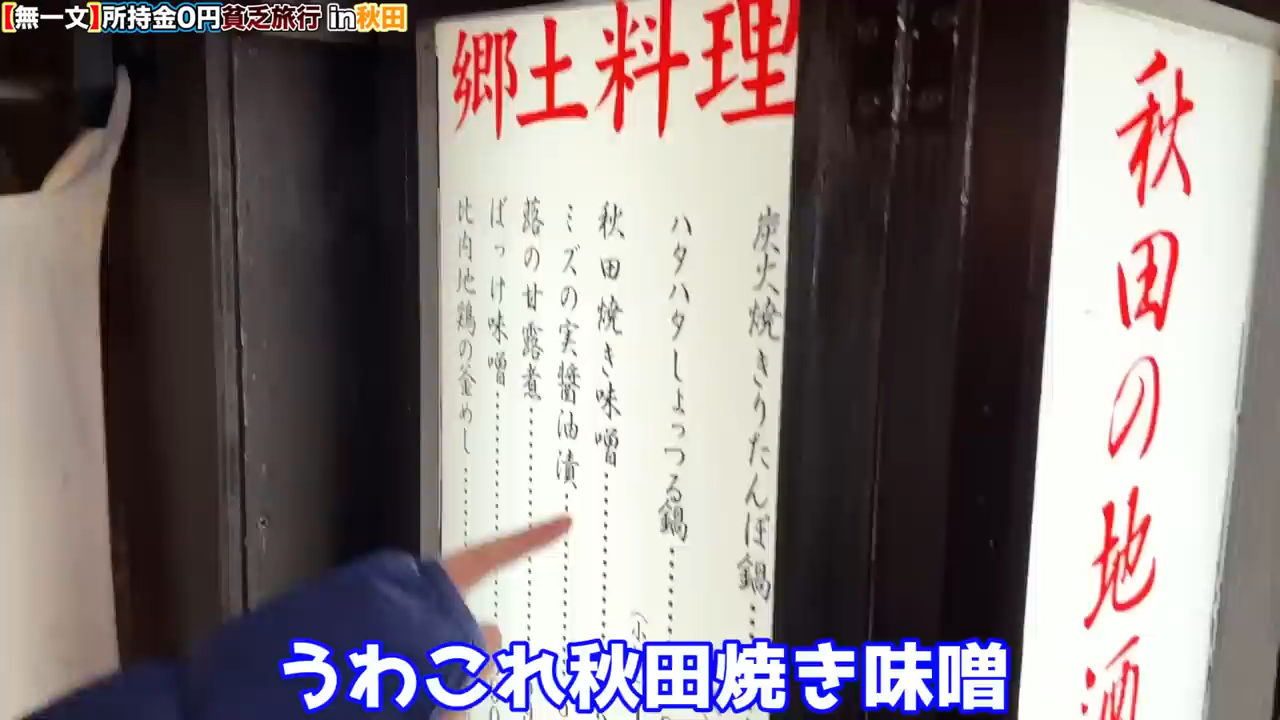 【無一文】所持金0円貧乏旅行 in秋田
郷土料理
炭火焼きりたんぽ鍋
ハタハタしょっつる鍋
秋田焼き味噌
ミズの実醬油漬
蕗の甘露煮
ばっけ味噌
比内地鶏の釜めし
秋田の地酒
うわこれ秋田焼き味噌